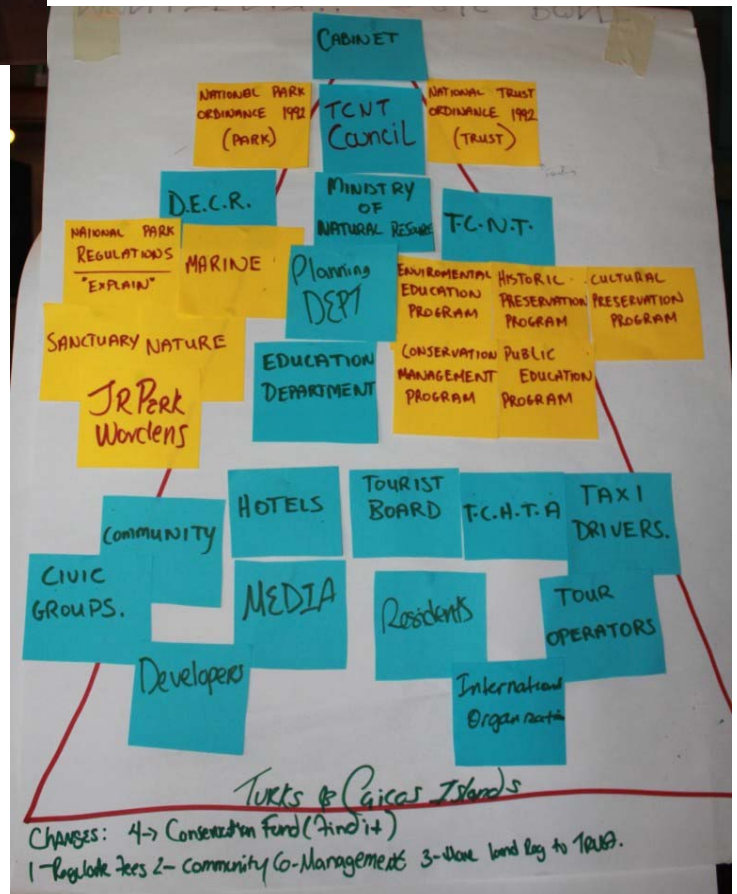 CABINET
NATIONAL PARK
ORDINANCE 1992
(PARK)
TCNT
Council
NATIONAL TRUST
ORDINANCE 1992
(TRUST)
D.E.C.R.
MINISTRY
OF
NATURAL RESOURE
T.C.N.T.
NAIONAL PARK
REGULATIONS
"EXPLAIN"
MARINE
Planning
DEPT
ENVIROMENTAL
EDUCATION
PROGRAM
HISTORIC
PRESERVATION
PROGRAM
CULTURAL
PRESERVATION
PROGRAM
SANCTUARY
NATURE
EDUCATION
DEPARTMENT
CONSERVATION
MANAGEMENT
PROGRAM
PUBLIC
EDUCATION
PROGRAM
JR PARK
Wardens
COMMUNITY
HOTELS
TOURIST
BOARD
T.C.H.T.A
TAXI
DRIVERS.
CIVIC
GROUPS.
MEDIA
Residents
TOUR
OPERATORS
Developers
International
Organization
TURKS & Caicos Islands
CHANGES: 4-> Conservation Fund (Find it)
1-Regulate fees 2- Community Co-Management 3- land Reg to TRUST.